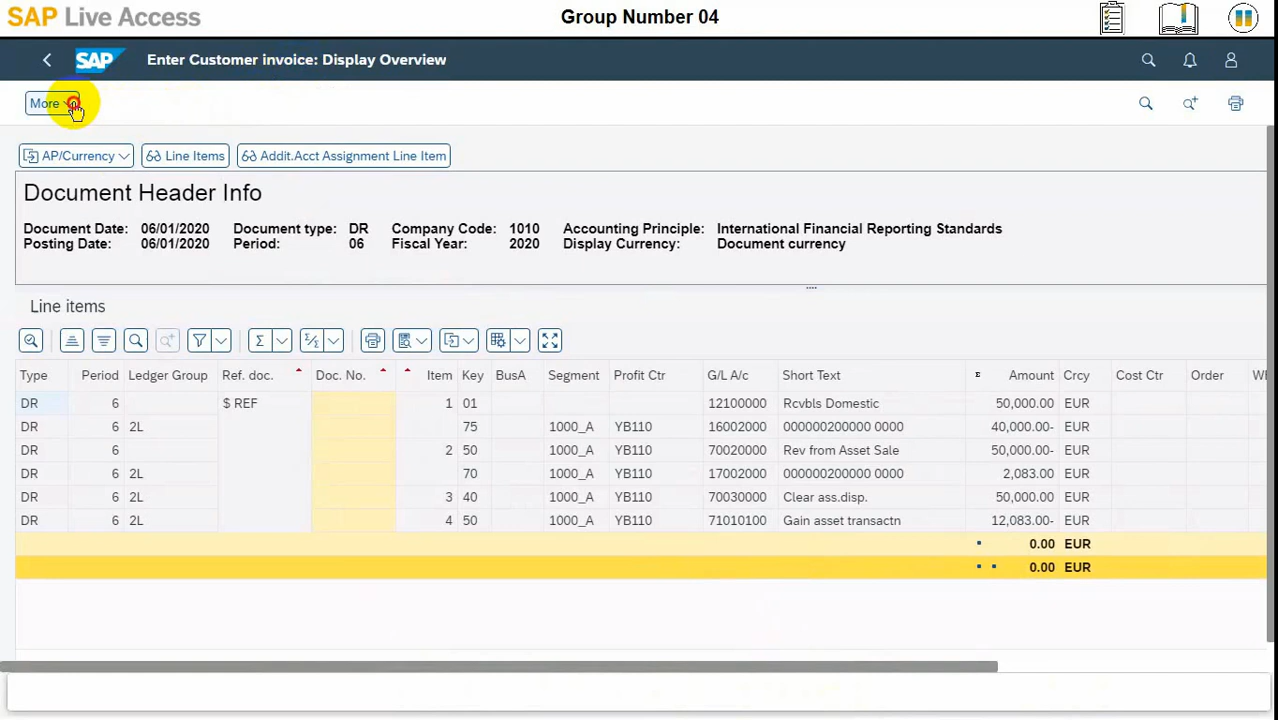 SAP Live Access
Group Number 04
SAP
Enter Customer invoice: Display Overview
More
AP/Currency
Line Items
Addit.Acct Assignment Line Item
Document Header Info
Document Date: 06/01/2020 Document type: DR Company Code: 1010 Accounting Principle: International Financial Reporting Standards
Posting Date: 06/01/2020 Period: 06 Fiscal Year: 2020 Display Currency: Document currency
Line items
Type Period Ledger Group Ref. doc. Doc. No. Item Key BusA Segment Profit Ctr G/L A/c Short Text Amount Crcy Cost Ctr Order
DR 6 $ REF 1 01 12100000 Rcvbls Domestic 50,000.00 EUR
DR 6 2L 75 1000_A YB110 16002000 000000200000 0000 40,000.00- EUR
DR 6 2 50 1000_A YB110 70020000 Rev from Asset Sale 50,000.00- EUR
DR 6 2L 70 1000_A YB110 17002000 000000200000 0000 2,083.00 EUR
DR 6 2L 3 40 1000_A YB110 70030000 Clear ass.disp. 50,000.00 EUR
DR 6 2L 4 50 1000_A YB110 71010100 Gain asset transactn 12,083.00- EUR
0.00 EUR
0.00 EUR